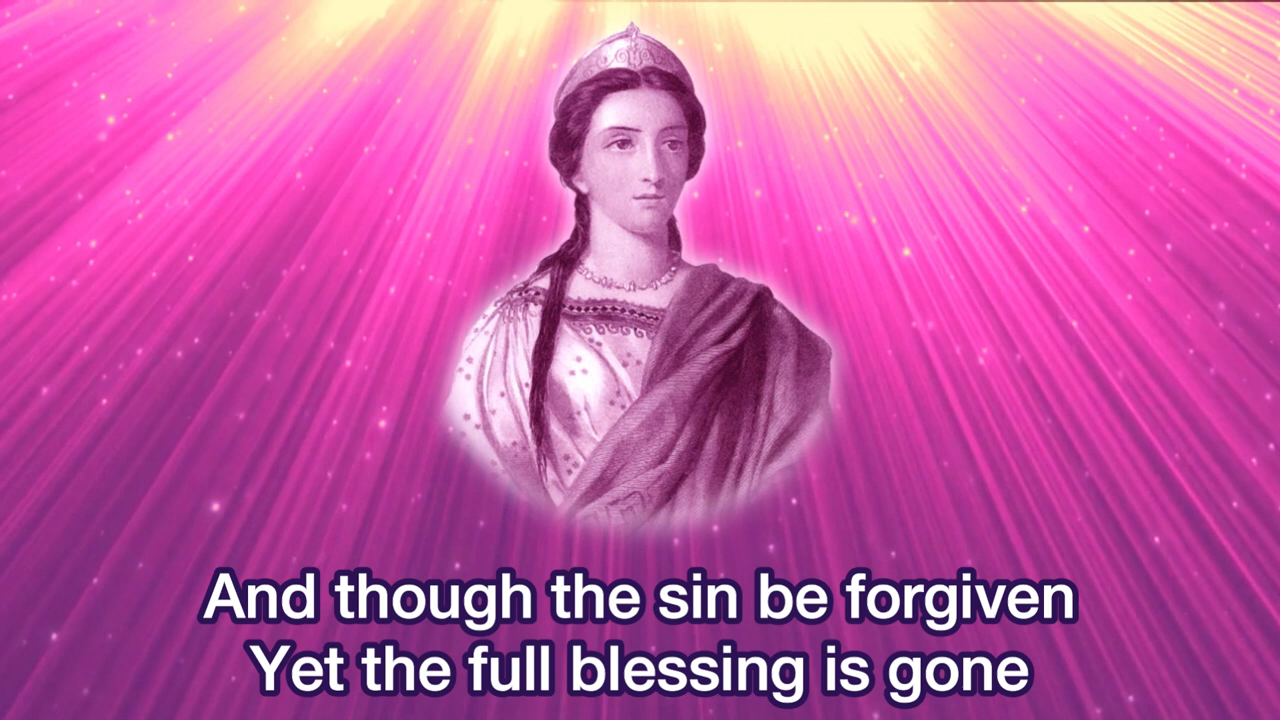 And though the sin be forgiven
Yet the full blessing is gone